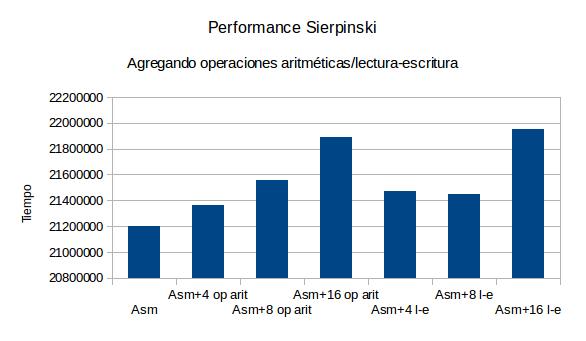 Performance Sierpinski
Agregando operaciones aritméticas/lectura-escritura
22200000
22000000
21800000
21600000
21400000
21200000
21000000
20800000
Tiempo
Asm
Asm+4 op arit
Asm+8 op arit
Asm+16 op arit
Asm+4 l-e
Asm+8 l-e
Asm+16 l-e